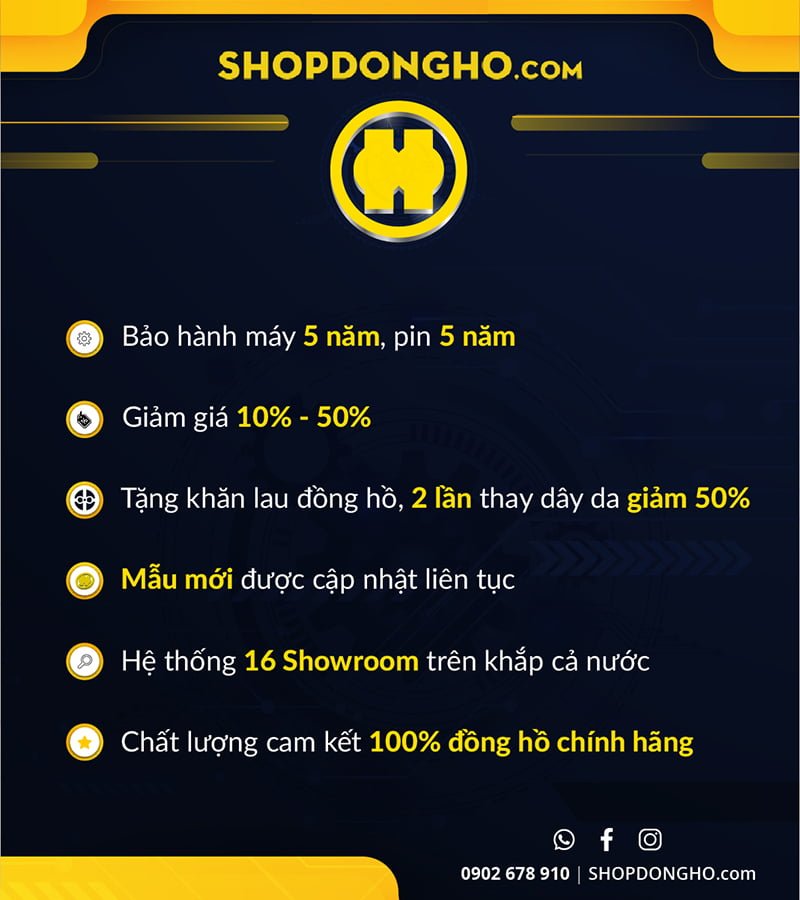 SHOPDONGHO.COM
Bảo hành máy 5 năm, pin 5 năm
Giảm giá 10% - 50%
Tặng khăn lau đồng hồ, 2 lần thay dây da giảm 50%
Mẫu mới được cập nhật liên tục
Hệ thống 16 Showroom trên khắp cả nước
Chất lượng cam kết 100% đồng hồ chính hãng
0902 678 910 | SHOPDONGHO.com